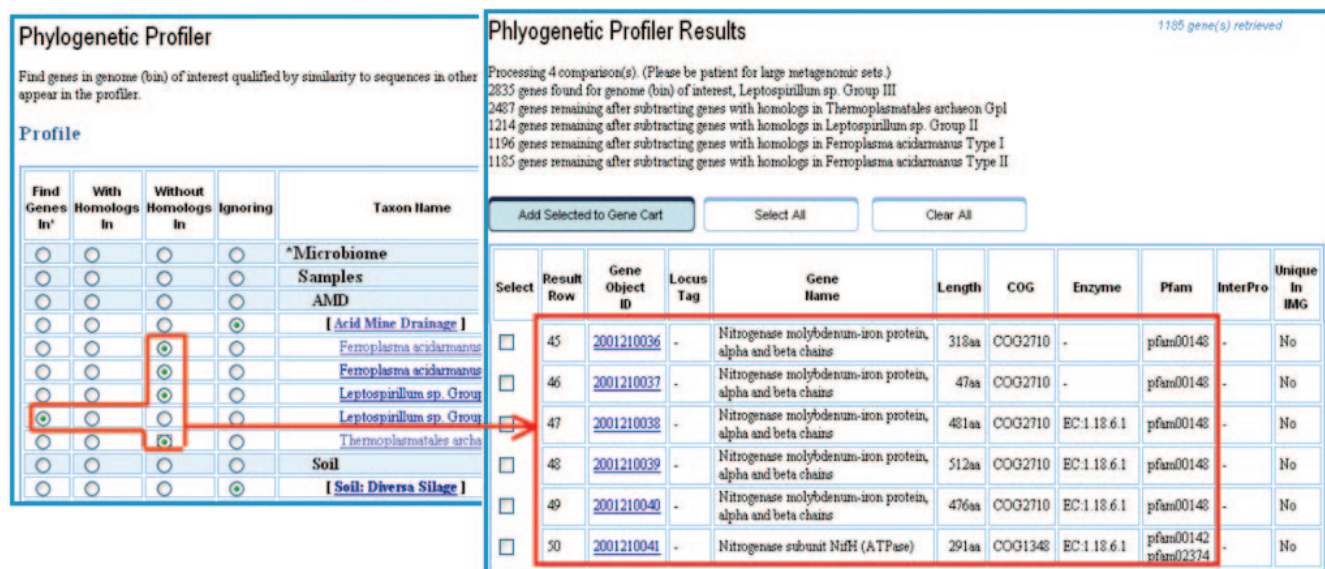 Phylogenetic Profiler
Find genes in genome (bin) of interest qualified by similarity to sequences in other
appear in the profiler.
Profile
Find Genes In* With Homologs In Without Homologs In Ignoring Taxon Name
*Microbiome
Samples
AMD
[ Acid Mine Drainage ]
Ferroplasma acidarmanus
Ferroplasma acidarmanus
Leptospirillum sp. Group
Leptospirillum sp. Group
Thermoplasmatales archa
Soil
[ Soil: Diversa Silage ]
Phlyogenetic Profiler Results
1185 gene(s) retrieved
Processing 4 comparison(s). (Please be patient for large metagenomic sets.)
2835 genes found for genome (bin) of interest, Leptospirillum sp. Group III
2487 genes remaining after subtracting genes with homologs in Thermoplasmatales archaeon Gpl
1214 genes remaining after subtracting genes with homologs in Leptospirillum sp. Group II
1196 genes remaining after subtracting genes with homologs in Ferroplasma acidarmanus Type I
1185 genes remaining after subtracting genes with homologs in Ferroplasma acidarmanus Type II
Add Selected to Gene Cart Select All Clear All
Select Result Row Gene Object ID Locus Tag Gene Name Length COG Enzyme Pfam InterPro Unique In IMG
45 2001210036 - Nitrogenase molybdenum-iron protein, alpha and beta chains 318aa COG2710 - pfam00148 - No
46 2001210037 - Nitrogenase molybdenum-iron protein, alpha and beta chains 47aa COG2710 - pfam00148 - No
47 2001210038 - Nitrogenase molybdenum-iron protein, alpha and beta chains 481aa COG2710 EC:1.18.6.1 pfam00148 - No
48 2001210039 - Nitrogenase molybdenum-iron protein, alpha and beta chains 512aa COG2710 EC:1.18.6.1 pfam00148 - No
49 2001210040 - Nitrogenase molybdenum-iron protein, alpha and beta chains 476aa COG2710 EC:1.18.6.1 pfam00148 - No
50 2001210041 - Nitrogenase subunit NifH (ATPase) 291aa COG1348 EC:1.18.6.1 pfam00142 pfam02374 - No